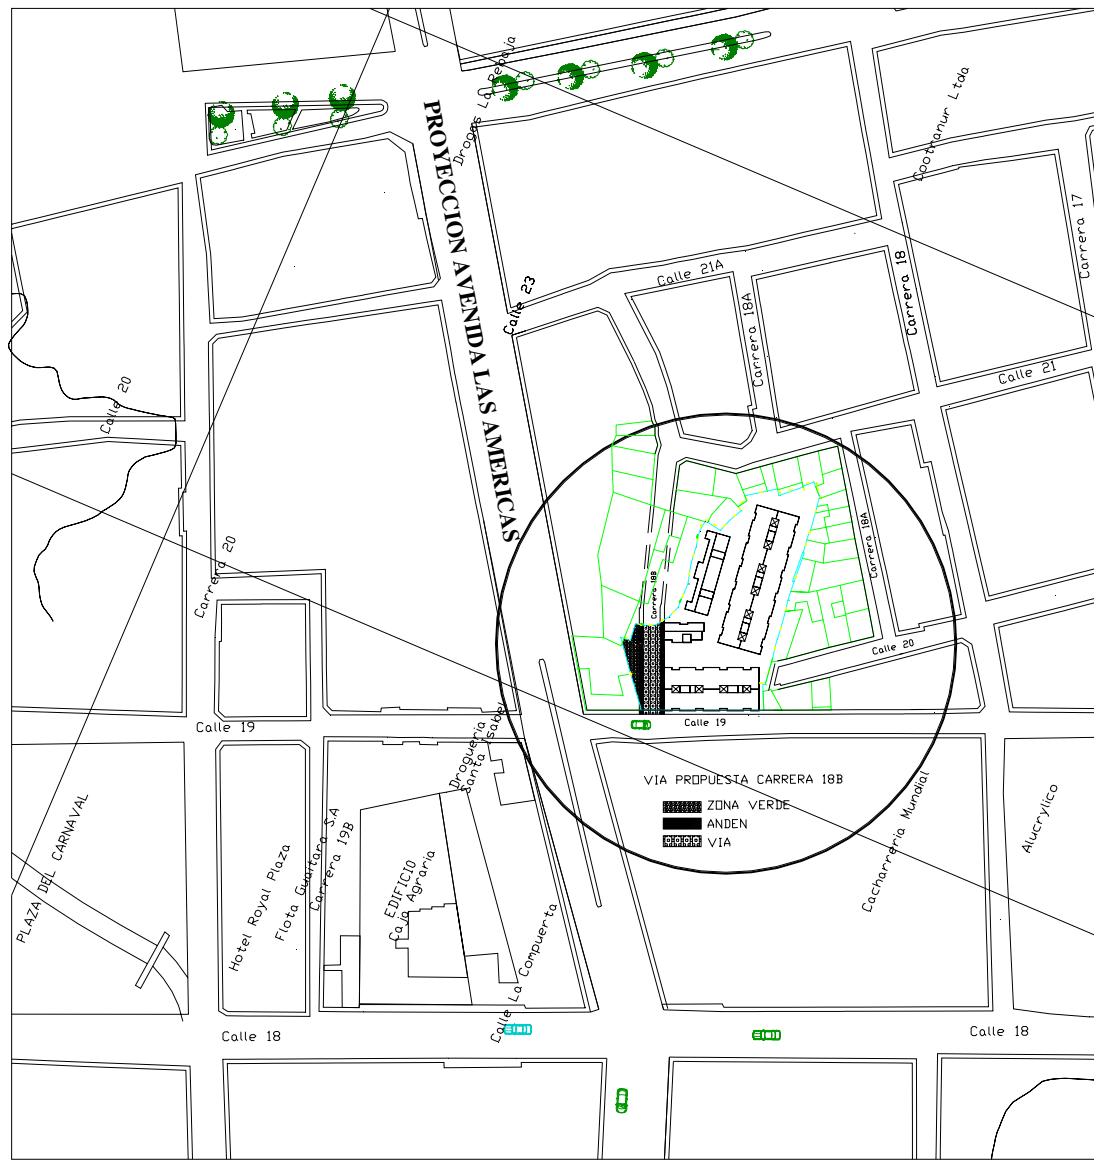 Drogas La Rebaja
Cootranur Ltda
PROYECCION AVENIDA LAS AMERICAS
Carrera 17
Calle 21A
Carrera 18
Calle 23
Carrera 18A
Calle 21
Calle 20
Carrera 20
Carrera 18A
Carrera 18B
Calle 20
Calle 19
Calle 19
Drogueria
Santa Isabel
VIA PROPUESTA CARRERA 18B
ZONA VERDE
ANDEN
VIA
PLAZA DEL CARNAVAL
Hotel Royal Plaza
Flota Guaitara S.A
Carrera 19B
EDIFICIO
Caja Agraria
Cacharreria Mundial
Alucrylico
Calle La Compuerta
Calle 18
Calle 18